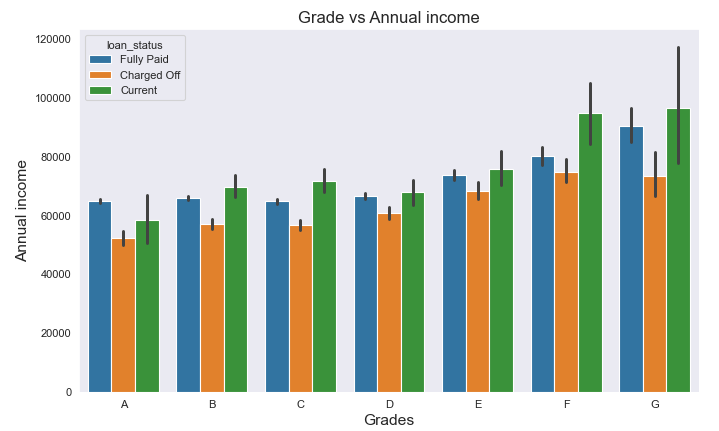 Grade vs Annual income
loan_status
Fully Paid
Charged Off
Current
Annual income
120000
100000
80000
60000
40000
20000
0
A B C D E F G
Grades